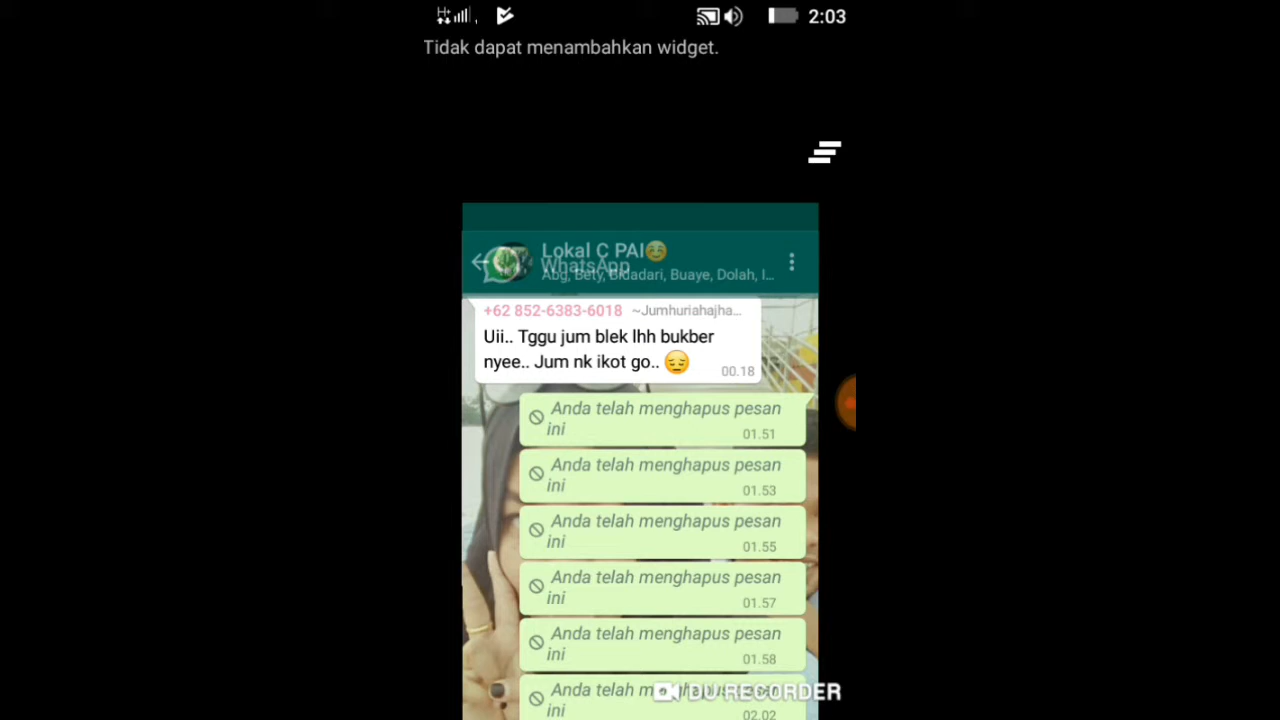 2:03
Tidak dapat menambahkan widget.
Lokal C PAI☺️
WhatsApp
Abg, Bety, Bidadari, Buaye, Dolah, I...
+62 852-6383-6018 ~Jumhuriahajha...
Uii.. Tggu jum blek lhh bukber
nyee.. Jum nk ikot go.. 😔
00.18
Anda telah menghapus pesan
ini
01.51
Anda telah menghapus pesan
ini
01.53
Anda telah menghapus pesan
ini
01.55
Anda telah menghapus pesan
ini
01.57
Anda telah menghapus pesan
ini
01.58
Anda telah menghapus pesan
ini
02.02
DU RECORDER